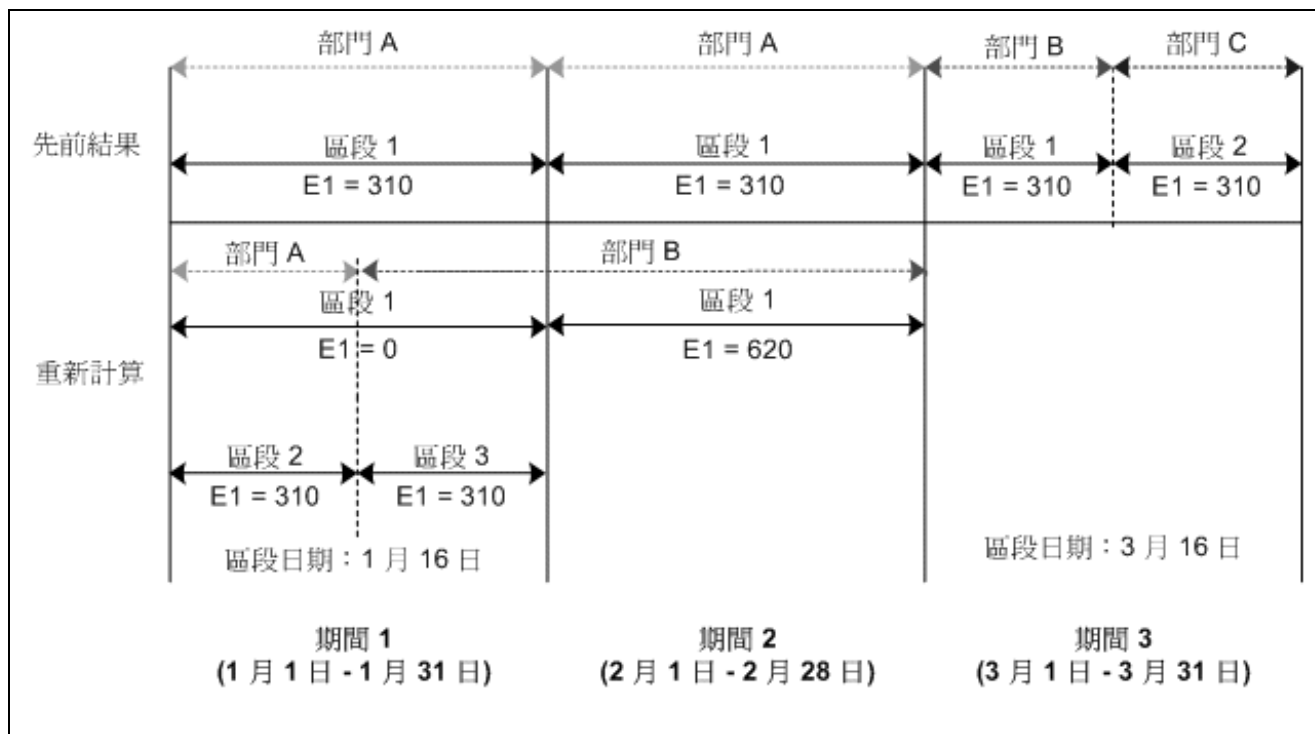 部門 A
部門 A
部門 B
部門 C
先前結果
區段 1
區段 1
區段 1
區段 2
E1 = 310
E1 = 310
E1 = 310
E1 = 310
部門 A
部門 B
區段 1
區段 1
E1 = 0
E1 = 620
重新計算
區段 2
區段 3
E1 = 310
E1 = 310
區段日期：1 月 16 日
區段日期：3 月 16 日
期間 1
期間 2
期間 3
(1 月 1 日 - 1 月 31 日)
(2 月 1 日 - 2 月 28 日)
(3 月 1 日 - 3 月 31 日)